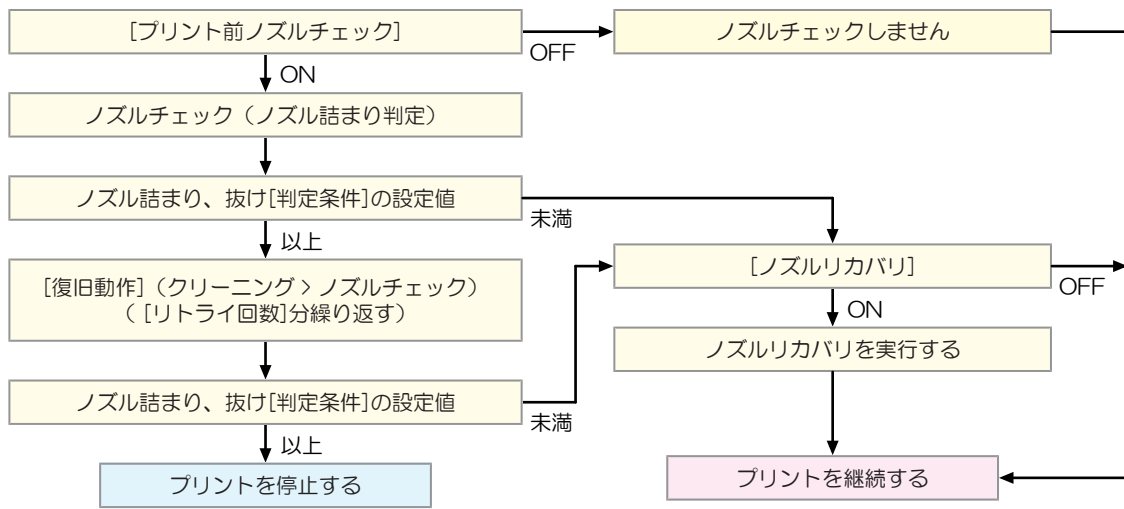 [プリント前ノズルチェック]
OFF
ノズルチェックしません
ON
ノズルチェック（ノズル詰まり判定）
ノズル詰まり、抜け[判定条件]の設定値
未満
以上
[ノズルリカバリ]
OFF
[復旧動作]（クリーニング > ノズルチェック）
（ [リトライ回数]分繰り返す）
ON
ノズルリカバリを実行する
ノズル詰まり、抜け[判定条件]の設定値
未満
以上
プリントを停止する
プリントを継続する